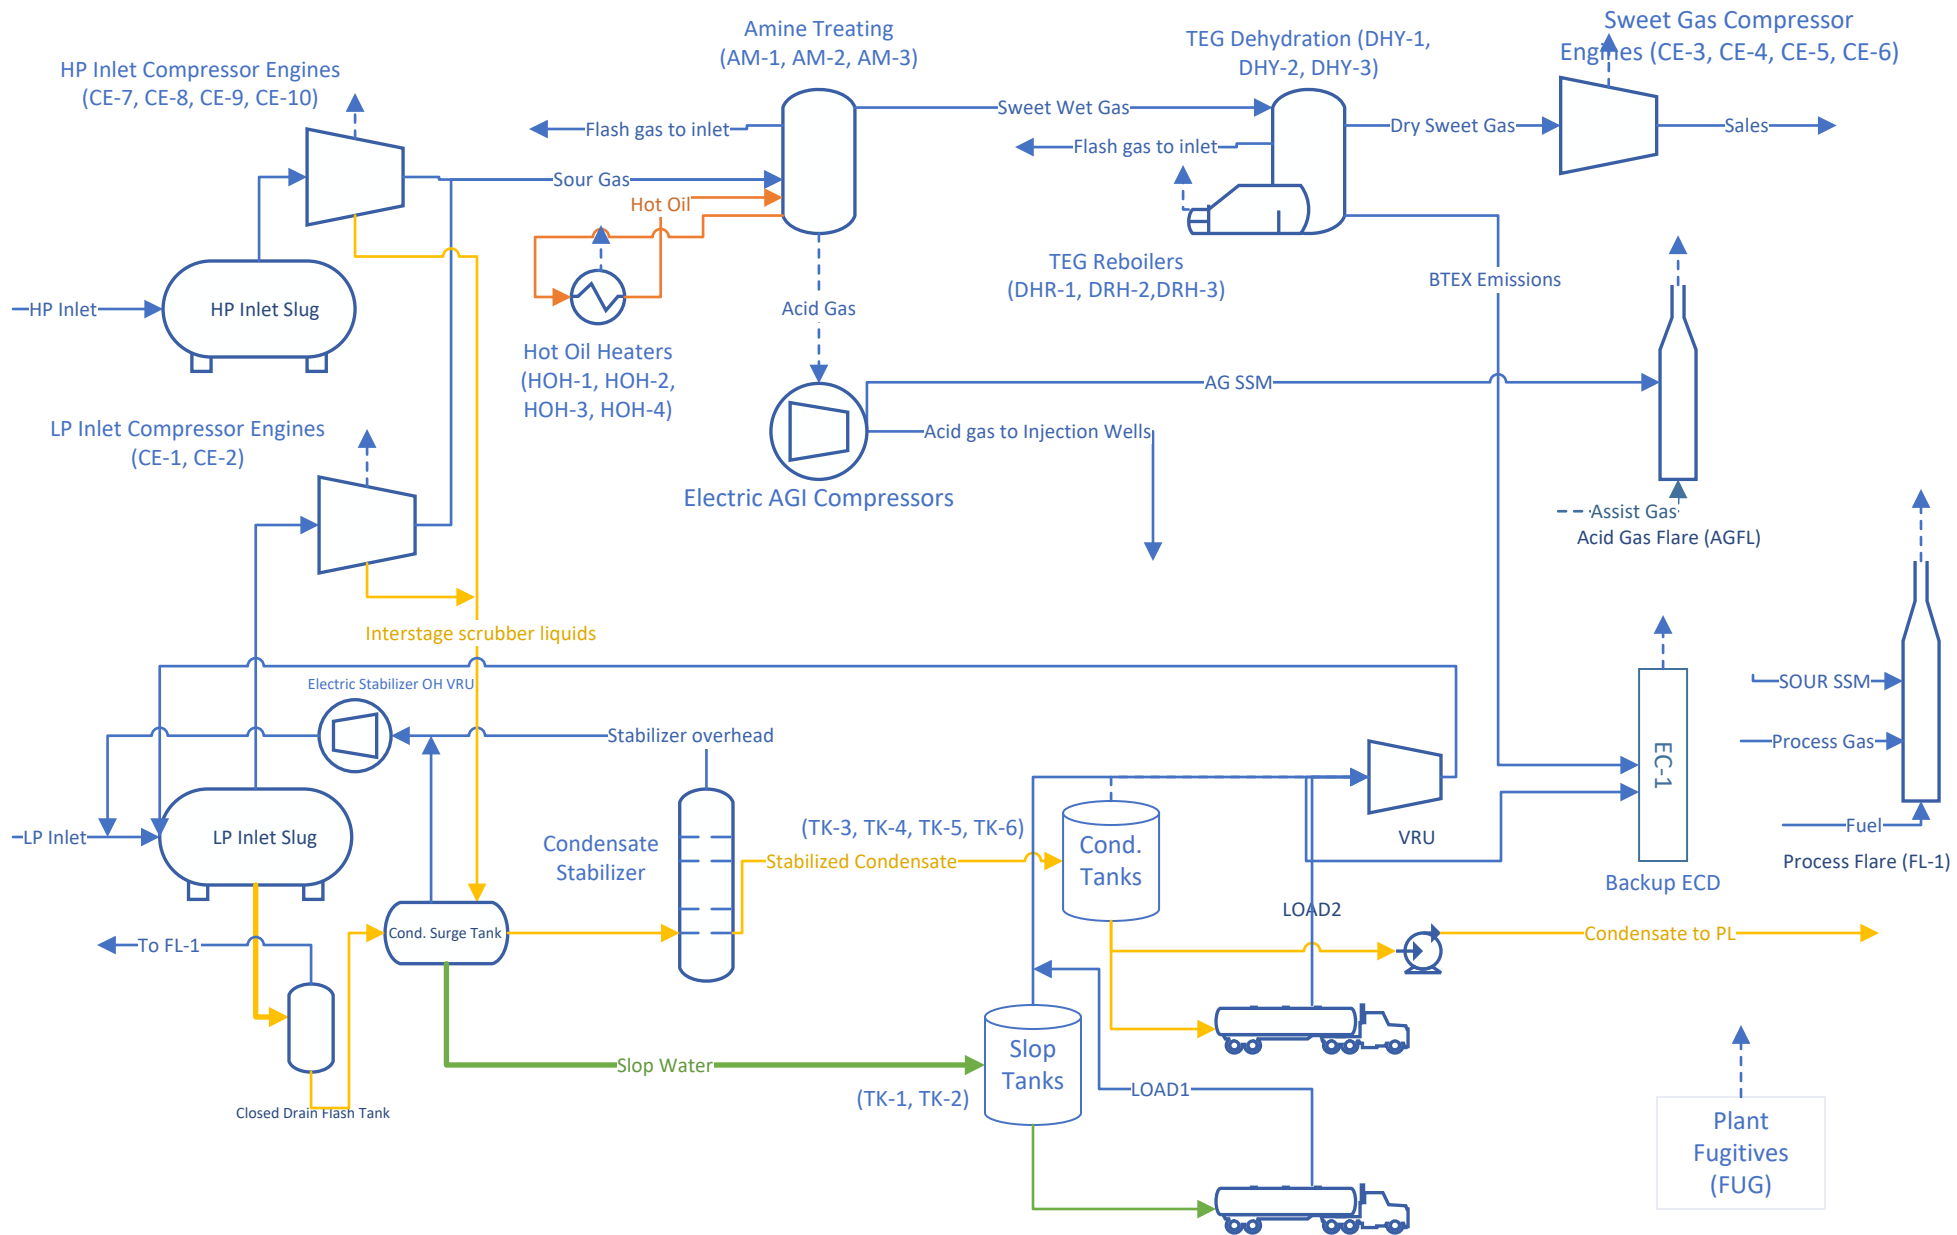 Sweet Gas Compressor
Engines (CE-3, CE-4, CE-5, CE-6)
Amine Treating
(AM-1, AM-2, AM-3)
TEG Dehydration (DHY-1,
DHY-2, DHY-3)
HP Inlet Compressor Engines
(CE-7, CE-8, CE-9, CE-10)
Sweet Wet Gas
Flash gas to inlet
Dry Sweet Gas
Sales
Flash gas to inlet
Sour Gas
Hot Oil
TEG Reboilers
(DHR-1, DRH-2,DRH-3)
BTEX Emissions
HP Inlet
HP Inlet Slug
Acid Gas
Hot Oil Heaters
(HOH-1, HOH-2,
HOH-3, HOH-4)
AG SSM
LP Inlet Compressor Engines
(CE-1, CE-2)
Acid gas to Injection Wells
Electric AGI Compressors
Assist Gas
Acid Gas Flare (AGFL)
Interstage scrubber liquids
Electric Stabilizer OH VRU
SOUR SSM
Stabilizer overhead
Process Gas
EC-1
LP Inlet
LP Inlet Slug
Condensate
Stabilizer
(TK-3, TK-4, TK-5, TK-6)
Cond.
Tanks
VRU
Fuel
Stabilized Condensate
Process Flare (FL-1)
Backup ECD
LOAD2
Cond. Surge Tank
Condensate to PL
To FL-1
Slop Water
Slop
Tanks
(TK-1, TK-2)
LOAD1
Closed Drain Flash Tank
Plant
Fugitives
(FUG)